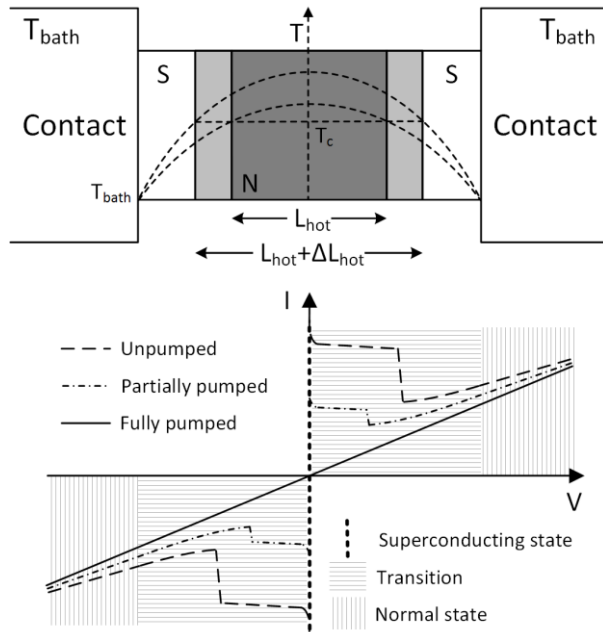 T_bath T T_bath
S S
Contact Contact
T_c
T_bath N
L_hot
L_hot+ΔL_hot
I
Unpumped
Partially pumped
Fully pumped
V
Superconducting state
Transition
Normal state